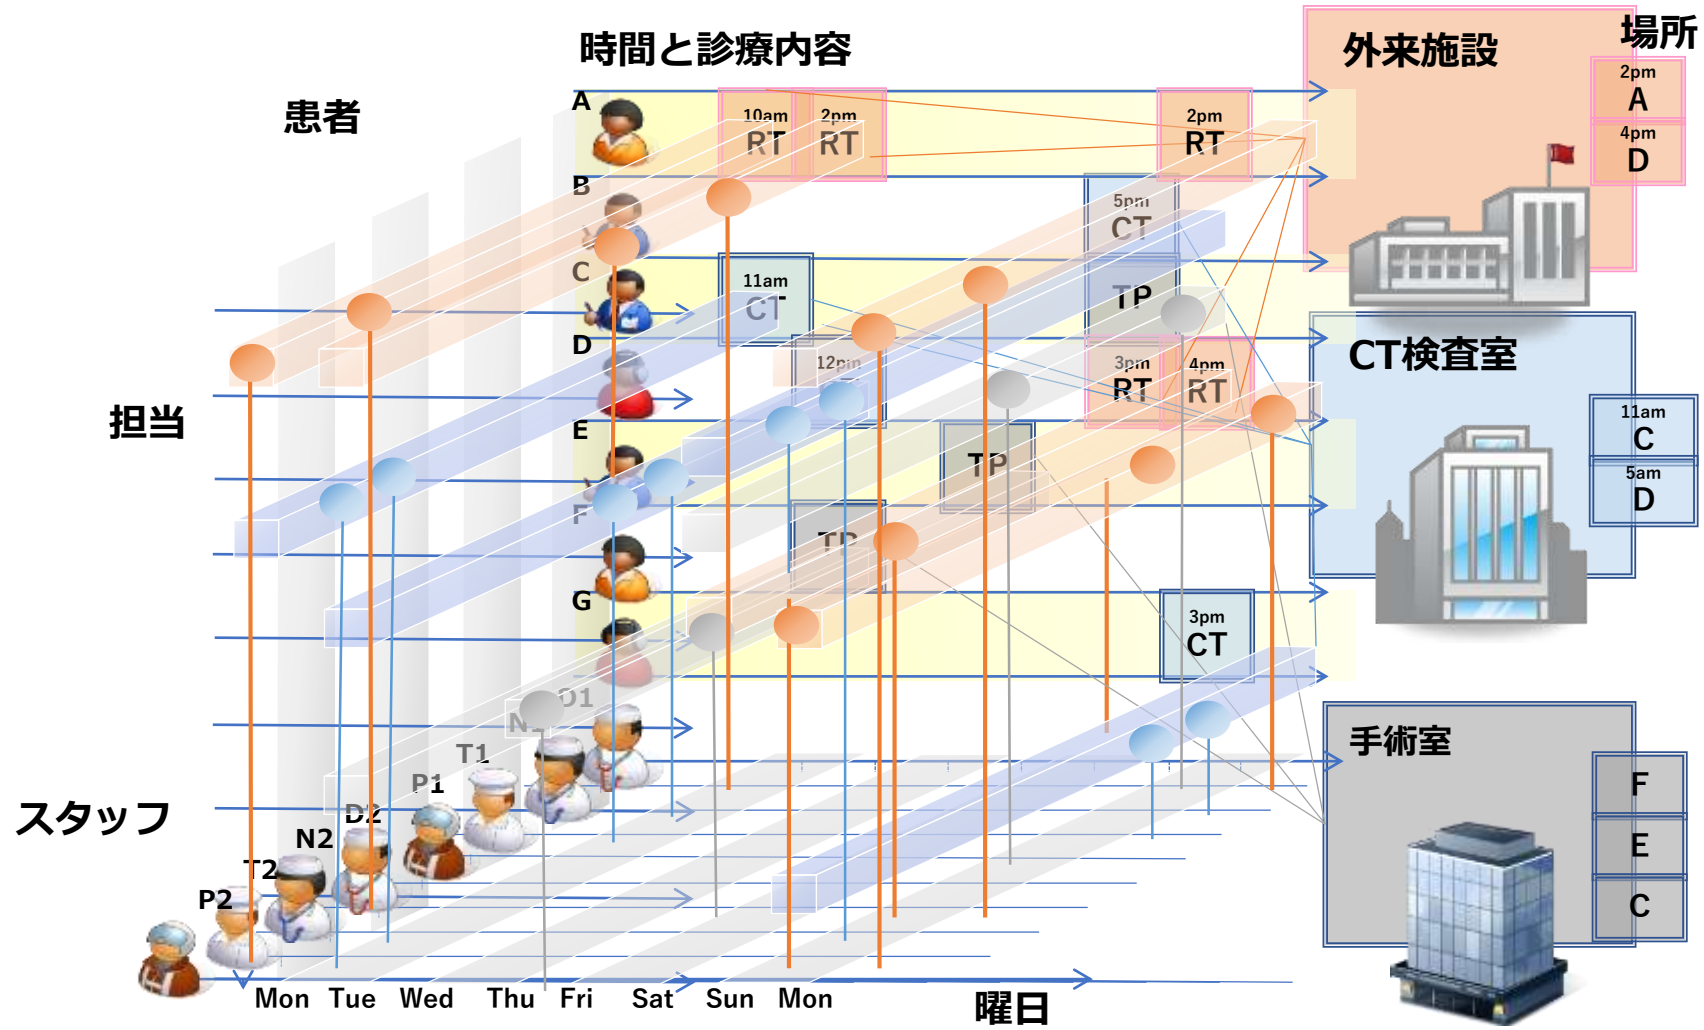 時間と診療内容
外来施設
場所
患者
A
10am
RT
2pm
RT
2pm
RT
2pm
A
4pm
D
B
5pm
CT
C
11am
CT
TP
D
12pm
3pm
RT
4pm
RT
CT検査室
11am
C
5am
D
担当
E
TP
F
TP
G
3pm
CT
手術室
F
E
C
スタッフ
D1
N1
T1
P1
D2
N2
T2
P2
Mon Tue Wed Thu Fri Sat Sun Mon
曜日